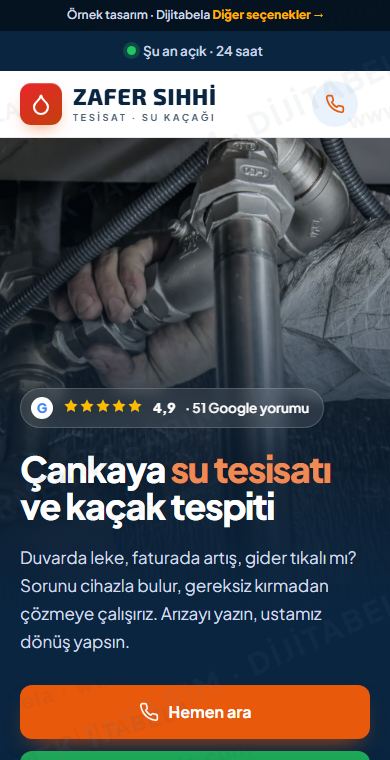 Örnek tasarım · Dijitabela Diğer seçenekler →
Şu an açık · 24 saat
ZAFER SIHHİ
TESİSAT · SU KAÇAĞI
G 4,9 · 51 Google yorumu
Çankaya su tesisatı
ve kaçak tespiti
Duvarda leke, faturada artış, gider tıkalı mı?
Sorunu cihazla bulur, gereksiz kırmadan
çözmeye çalışırız. Arızayı yazın, ustamız
dönüş yapsın.
Hemen ara